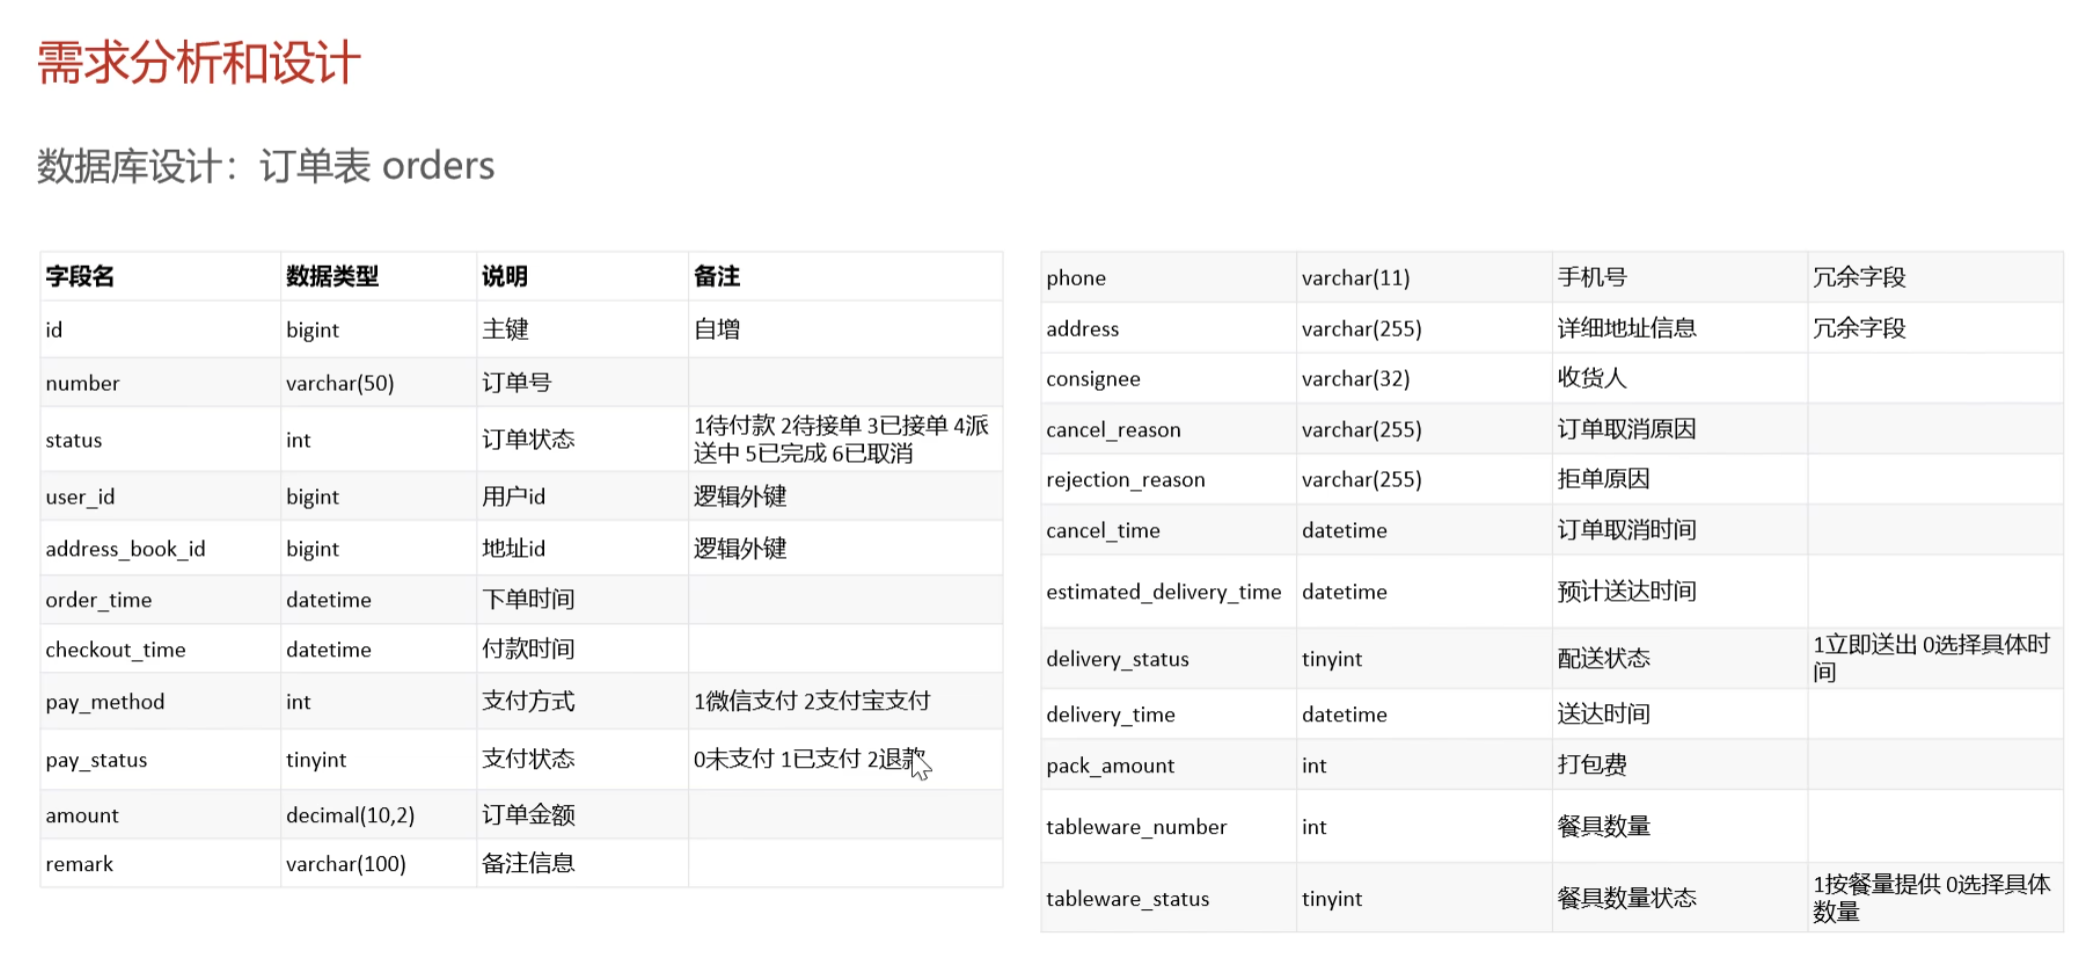 需求分析和设计
数据库设计：订单表 orders
字段名 数据类型 说明 备注
id bigint 主键 自增
number varchar(50) 订单号
status int 订单状态 1待付款 2待接单 3已接单 4派
送中 5已完成 6已取消
user_id bigint 用户id 逻辑外键
address_book_id bigint 地址id 逻辑外键
order_time datetime 下单时间
checkout_time datetime 付款时间
pay_method int 支付方式 1微信支付 2支付宝支付
pay_status tinyint 支付状态 0未支付 1已支付 2退款
amount decimal(10,2) 订单金额
remark varchar(100) 备注信息
phone varchar(11) 手机号 冗余字段
address varchar(255) 详细地址信息 冗余字段
consignee varchar(32) 收货人
cancel_reason varchar(255) 订单取消原因
rejection_reason varchar(255) 拒单原因
cancel_time datetime 订单取消时间
estimated_delivery_time datetime 预计送达时间
delivery_status tinyint 配送状态 1立即送出 0选择具体时
间
delivery_time datetime 送达时间
pack_amount int 打包费
tableware_number int 餐具数量
tableware_status tinyint 餐具数量状态 1按餐量提供 0选择具体
数量